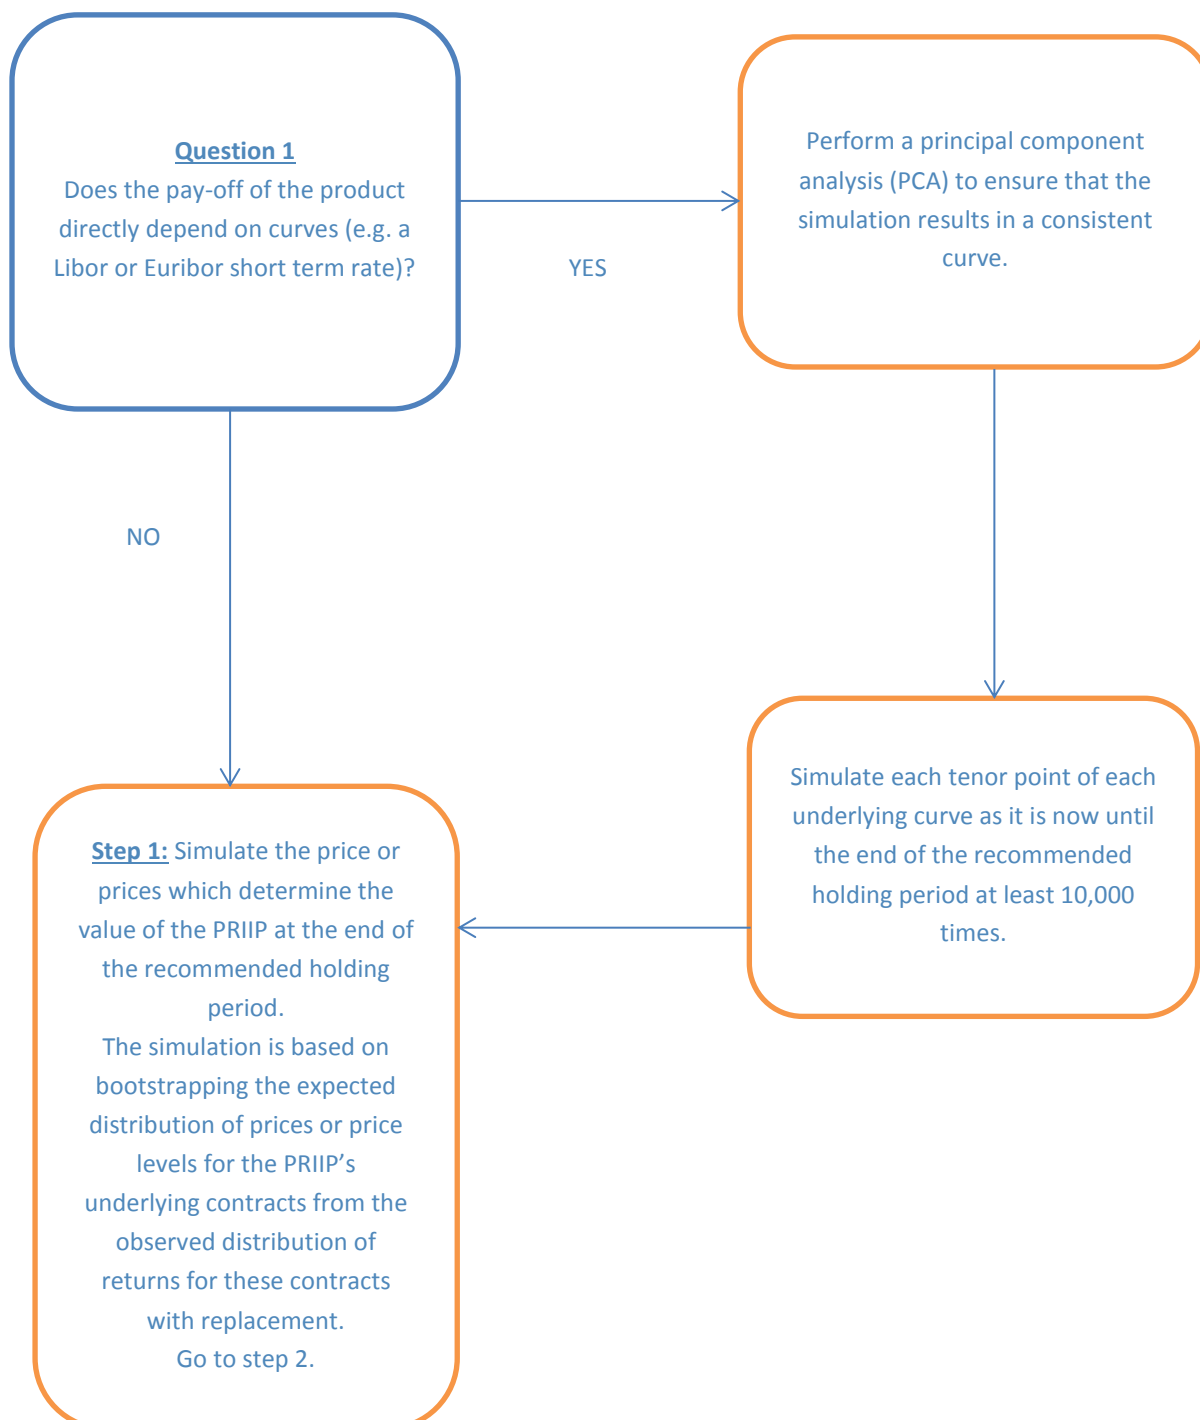 Question 1
Does the pay-off of the product
directly depend on curves (e.g. a
Libor or Euribor short term rate)?
YES
Perform a principal component
analysis (PCA) to ensure that the
simulation results in a consistent
curve.
NO
Simulate each tenor point of each
underlying curve as it is now until
the end of the recommended
holding period at least 10,000
times.
Step 1: Simulate the price or
prices which determine the
value of the PRIIP at the end of
the recommended holding
period.
The simulation is based on
bootstrapping the expected
distribution of prices or price
levels for the PRIIP’s
underlying contracts from the
observed distribution of
returns for these contracts
with replacement.
Go to step 2.